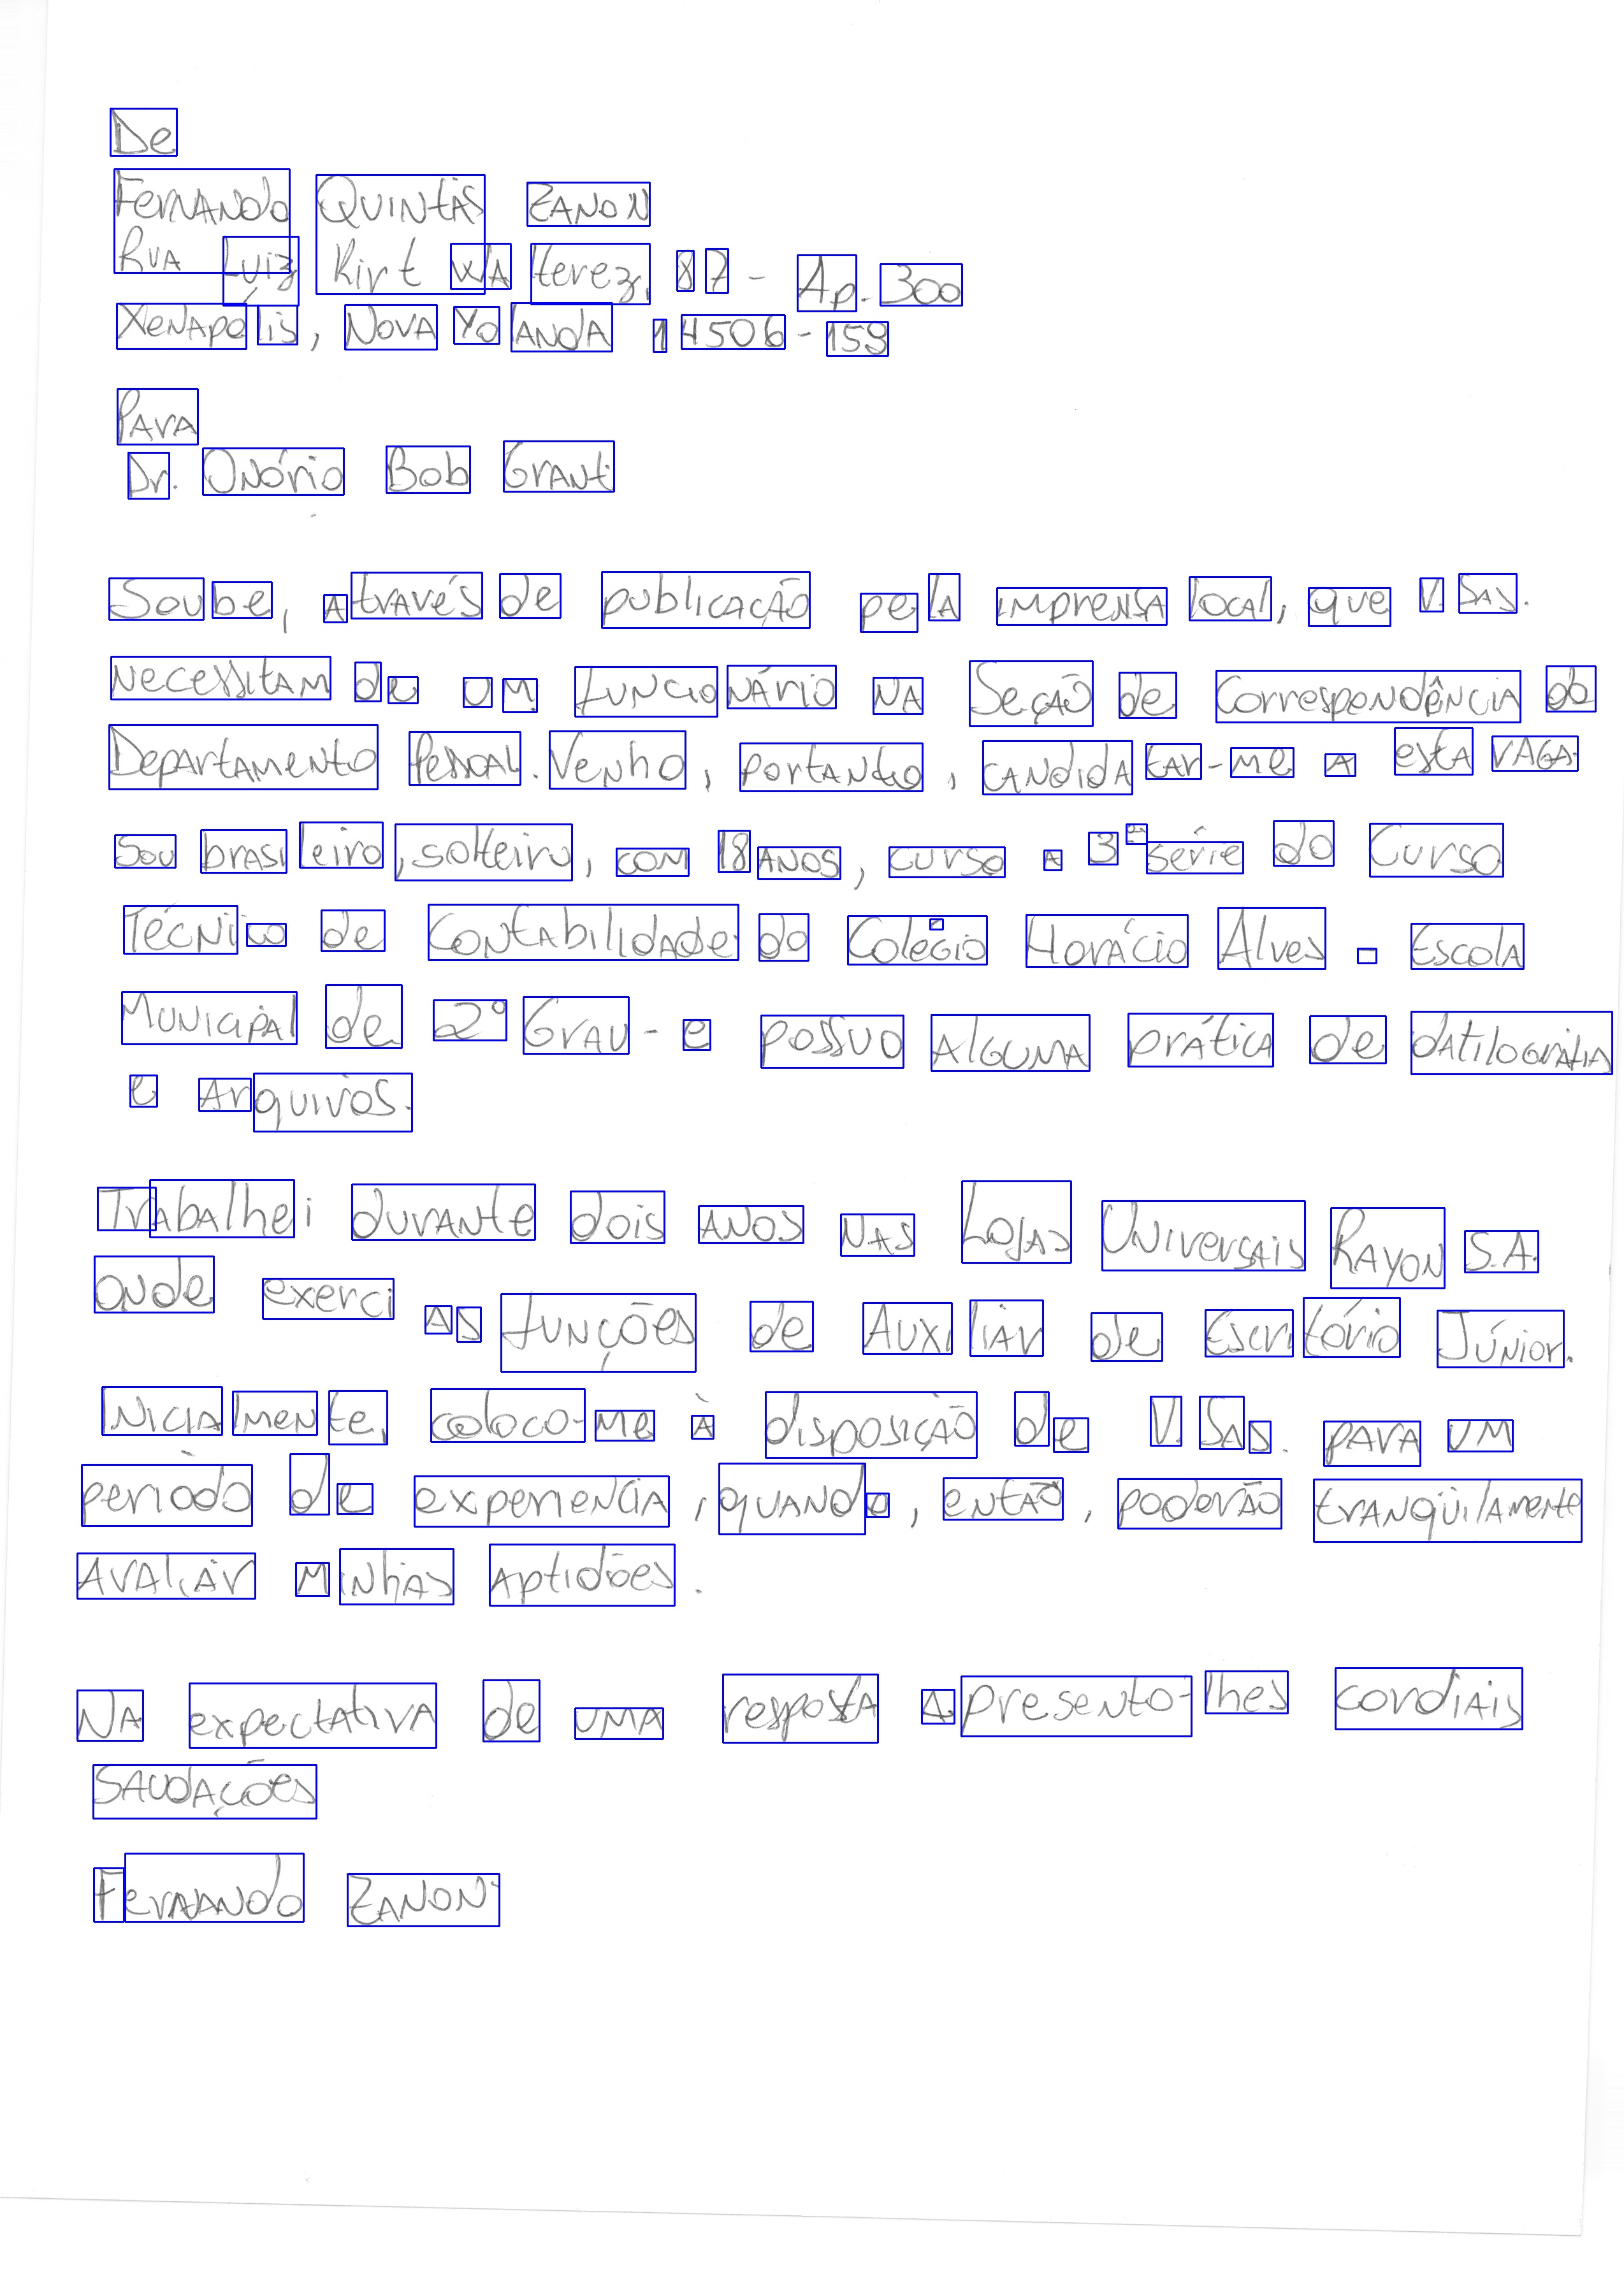 De
Fernando Quintas Zanon
Rua Luiz Kirt Walterez, 87 - Ap. 300
Xenapolis, Nova Yolanda 14506-159
Para
Dr. Onório Bob Grant
Soube, através de publicação pela imprensa local, que V. Sas.
necessitam de um funcionário na Seção de Correspondência do
Departamento Pessoal. Venho, portanto, candidatar-me a esta vaga.
Sou brasileiro, solteiro, com 18 anos, curso a 3ª série do Curso
Técnico de Contabilidade do Colégio Horácio Alves - Escola
Municipal de 2º Grau - e possuo alguma prática de datilografia
e arquivos.
Trabalhei durante dois anos nas Lojas Universais Rayon S.A.
onde exerci as funções de Auxiliar de Escritório Júnior.
Inicialmente, coloco-me à disposição de V. Sas. para um
período de experiencia, quando, então, poderão tranqüilamente
avaliar minhas aptidões.
Na expectativa de uma resposta apresento-lhes cordiais
saudações
Fernando Zanon